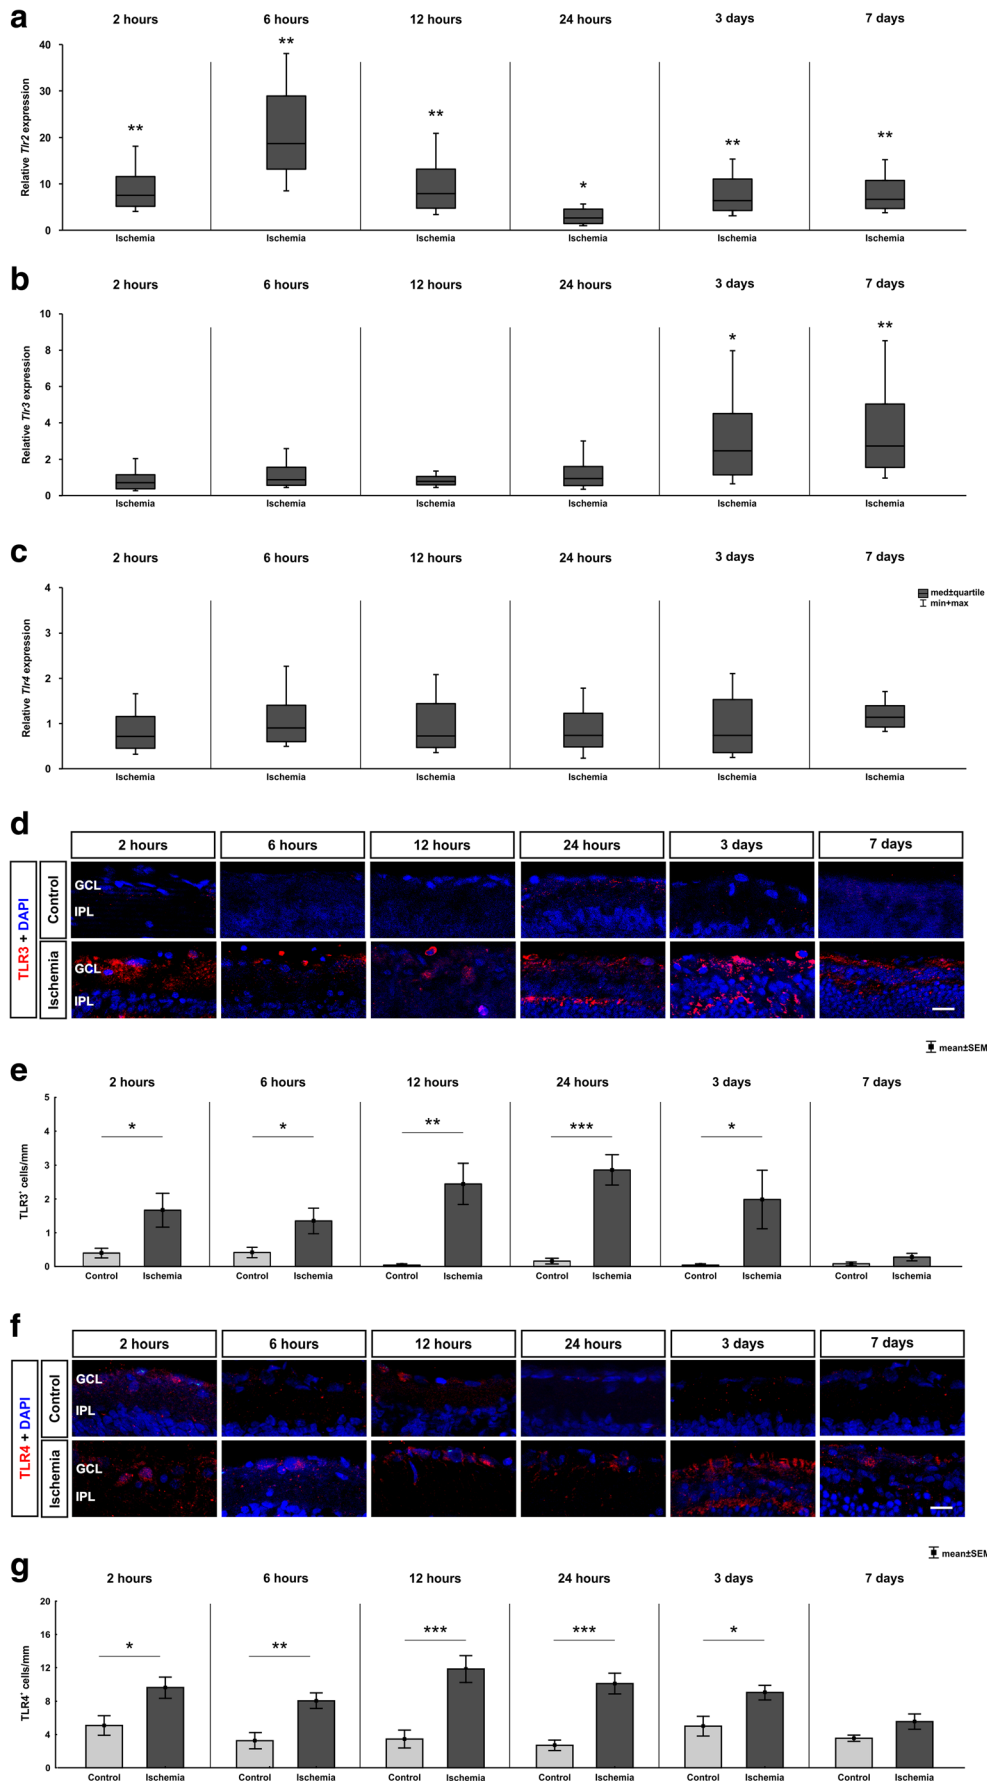 a
2 hours 6 hours 12 hours 24 hours 3 days 7 days
Relative Tlr2 expression
40
30
20
10
0
** ** ** * ** **
Ischemia Ischemia Ischemia Ischemia Ischemia Ischemia
b
2 hours 6 hours 12 hours 24 hours 3 days 7 days
Relative Tlr3 expression
10
8
6
4
2
0
* **
Ischemia Ischemia Ischemia Ischemia Ischemia Ischemia
c
2 hours 6 hours 12 hours 24 hours 3 days 7 days
Relative Tlr4 expression
4
3
2
1
0
med±quartile
min+max
Ischemia Ischemia Ischemia Ischemia Ischemia Ischemia
d
2 hours 6 hours 12 hours 24 hours 3 days 7 days
TLR3 + DAPI
Control
GCL
IPL
Ischemia
GCL
IPL
mean±SEM
e
2 hours 6 hours 12 hours 24 hours 3 days 7 days
TLR3+ cells/mm
5
4
3
2
1
0
* * ** *** *
Control Ischemia Control Ischemia Control Ischemia Control Ischemia Control Ischemia Control Ischemia
f
2 hours 6 hours 12 hours 24 hours 3 days 7 days
TLR4 + DAPI
Control
GCL
IPL
Ischemia
GCL
IPL
mean±SEM
g
2 hours 6 hours 12 hours 24 hours 3 days 7 days
TLR4+ cells/mm
20
16
12
8
4
0
* ** *** *** *
Control Ischemia Control Ischemia Control Ischemia Control Ischemia Control Ischemia Control Ischemia